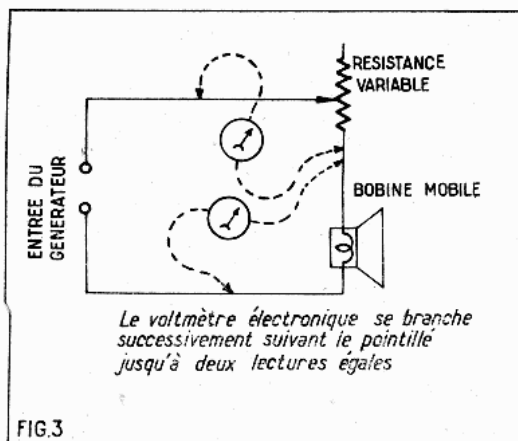 RESISTANCE
VARIABLE
ENTREE DU
GENERATEUR
BOBINE MOBILE
Le voltmètre électronique se branche
successivement suivant le pointillé
jusqu'à deux lectures égales
FIG.3